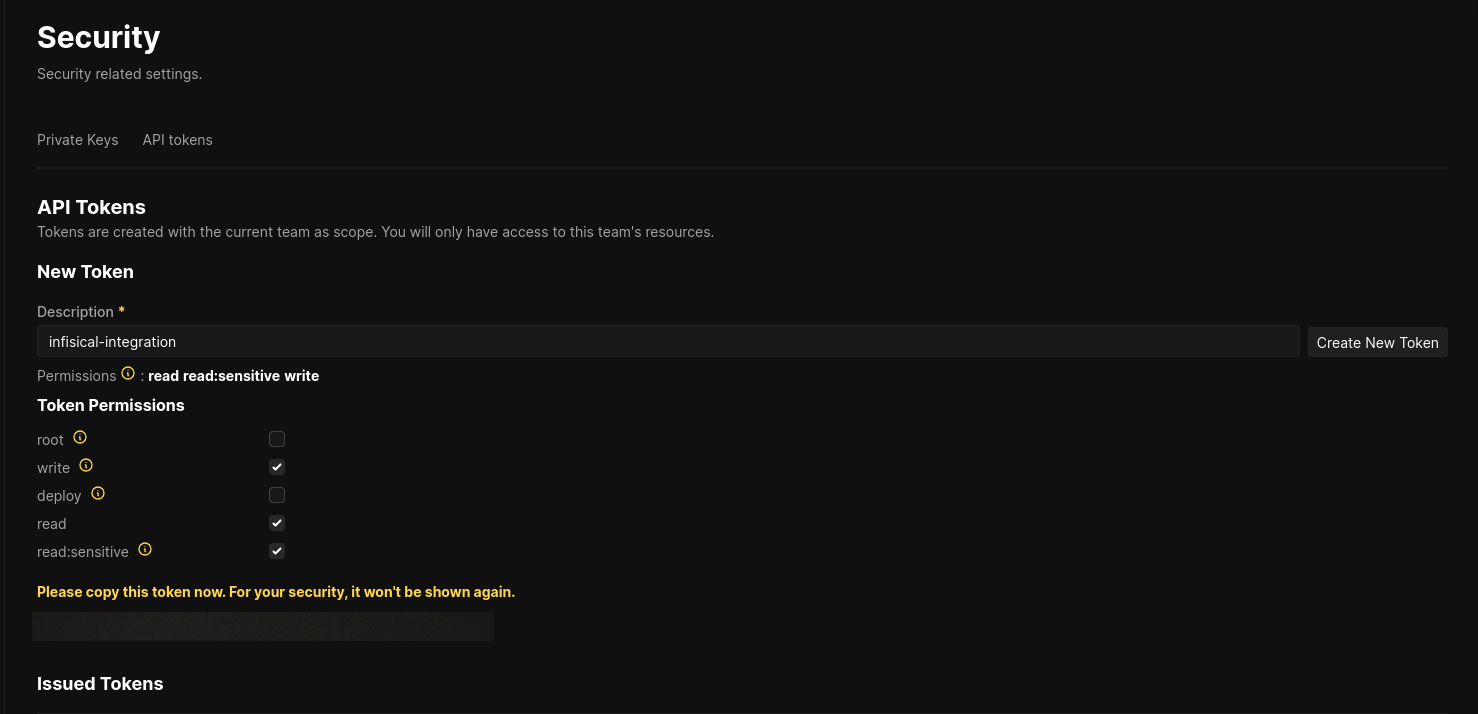 Security
Security related settings.
Private Keys API tokens
API Tokens
Tokens are created with the current team as scope. You will only have access to this team's resources.
New Token
Description *
infisical-integration
Create New Token
Permissions : read read:sensitive write
Token Permissions
root
write
deploy
read
read:sensitive
Please copy this token now. For your security, it won't be shown again.
Issued Tokens